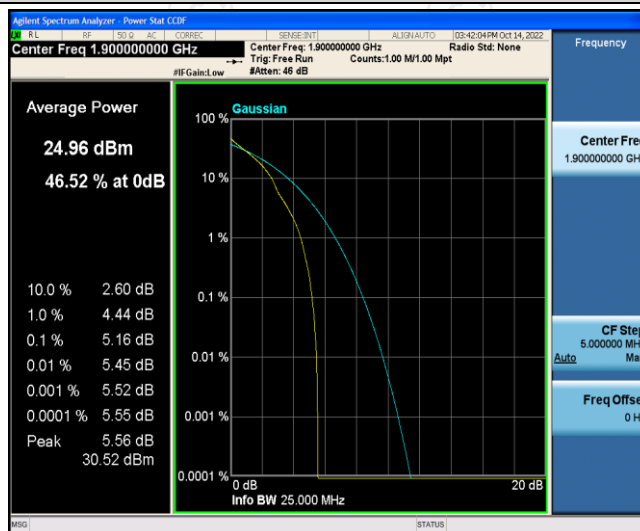 Agilent Spectrum Analyzer - Power Stat CCDF
RL RF 50 Ω AC CORREC SENSE:INT ALIGNAUTO 03:42:04 PM Oct 14, 2022
Center Freq 1.900000000 GHz
Center Freq: 1.900000000 GHz Radio Std: None
Trig: Free Run Counts:1.00 M/1.00 Mpt
#IFGain:Low #Atten: 46 dB
Frequency
Average Power
24.96 dBm
46.52 % at 0dB
10.0 % 2.60 dB
1.0 % 4.44 dB
0.1 % 5.16 dB
0.01 % 5.45 dB
0.001 % 5.52 dB
0.0001 % 5.55 dB
Peak 5.56 dB
30.52 dBm
Gaussian
100 %
10 %
1 %
0.1 %
0.01 %
0.001 %
0.0001 %
0 dB 20 dB
Info BW 25.000 MHz
Center Fre
1.900000000 GH
CF Step
5.000000 MH
Auto Ma
Freq Offse
0 H
MSG STATUS